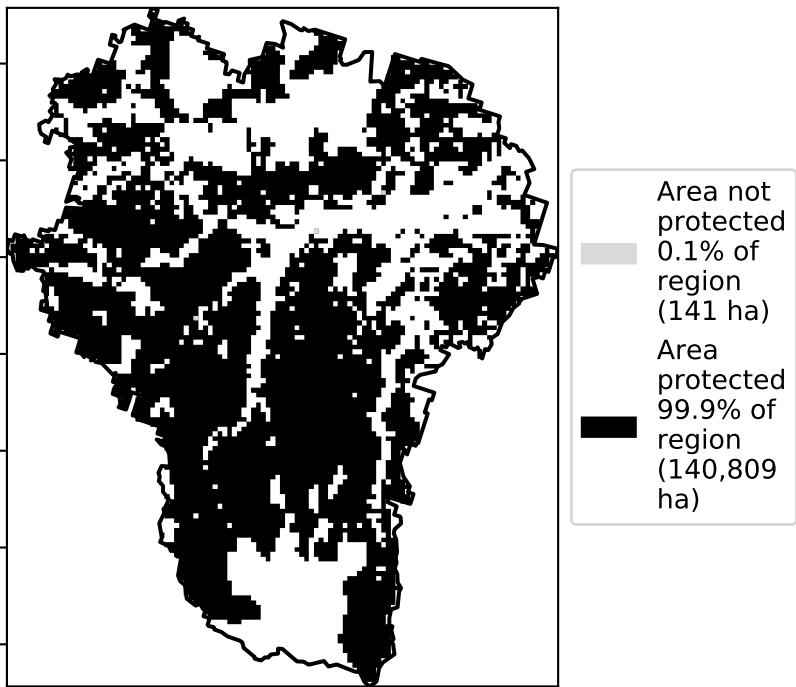 Area not
protected
0.1% of
region
(141 ha)
Area
protected
99.9% of
region
(140,809
ha)